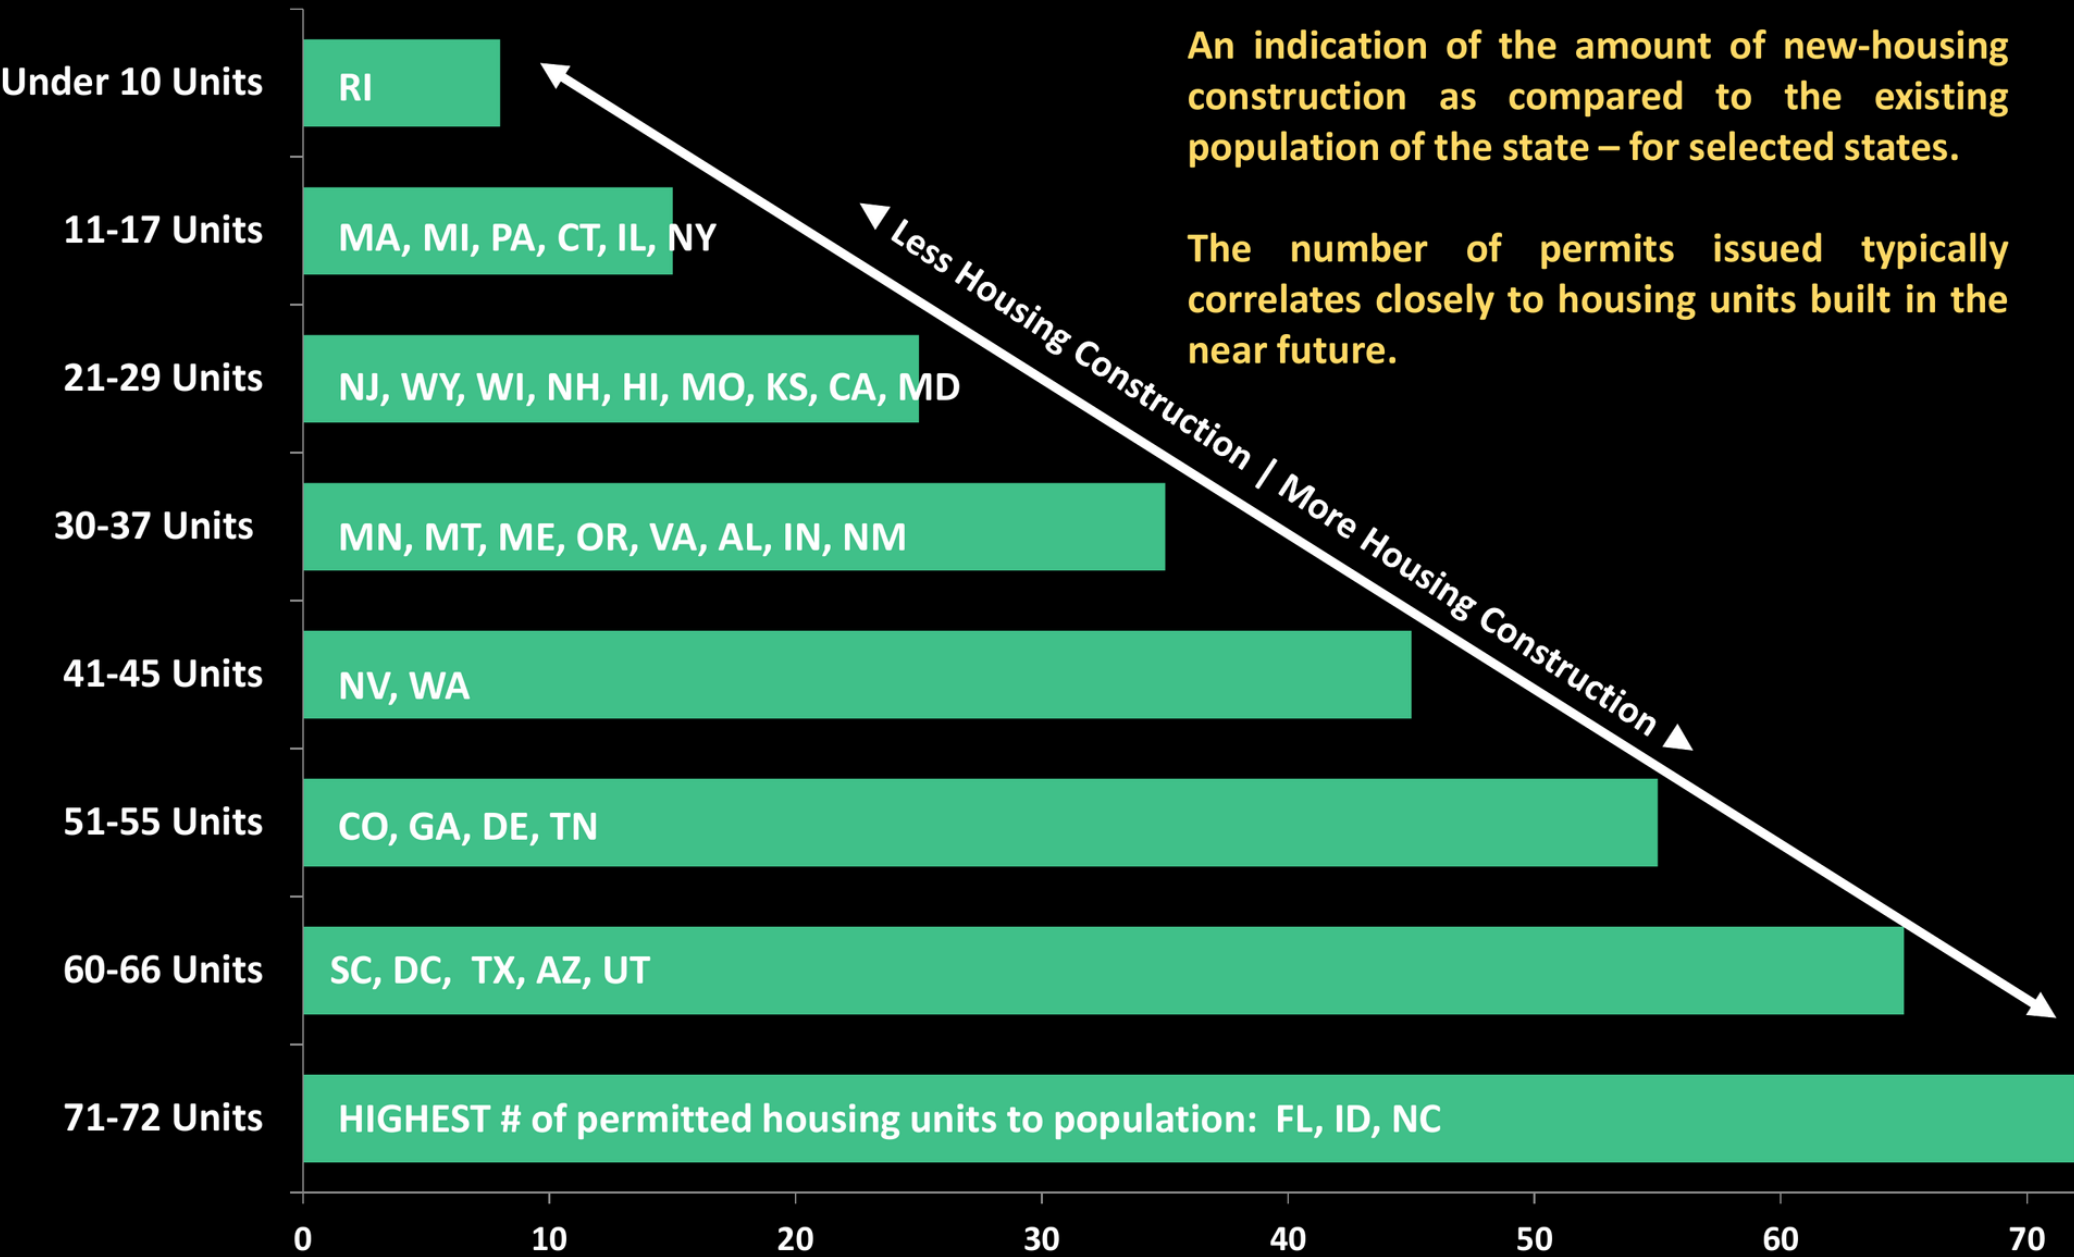 An indication of the amount of new-housing
construction as compared to the existing
population of the state – for selected states.
The number of permits issued typically
correlates closely to housing units built in the
near future.
Under 10 Units
RI
11-17 Units
MA, MI, PA, CT, IL, NY
21-29 Units
NJ, WY, WI, NH, HI, MO, KS, CA, MD
30-37 Units
MN, MT, ME, OR, VA, AL, IN, NM
41-45 Units
NV, WA
51-55 Units
CO, GA, DE, TN
60-66 Units
SC, DC, TX, AZ, UT
71-72 Units
HIGHEST # of permitted housing units to population: FL, ID, NC
◀ Less Housing Construction | More Housing Construction ▶
0 10 20 30 40 50 60 70